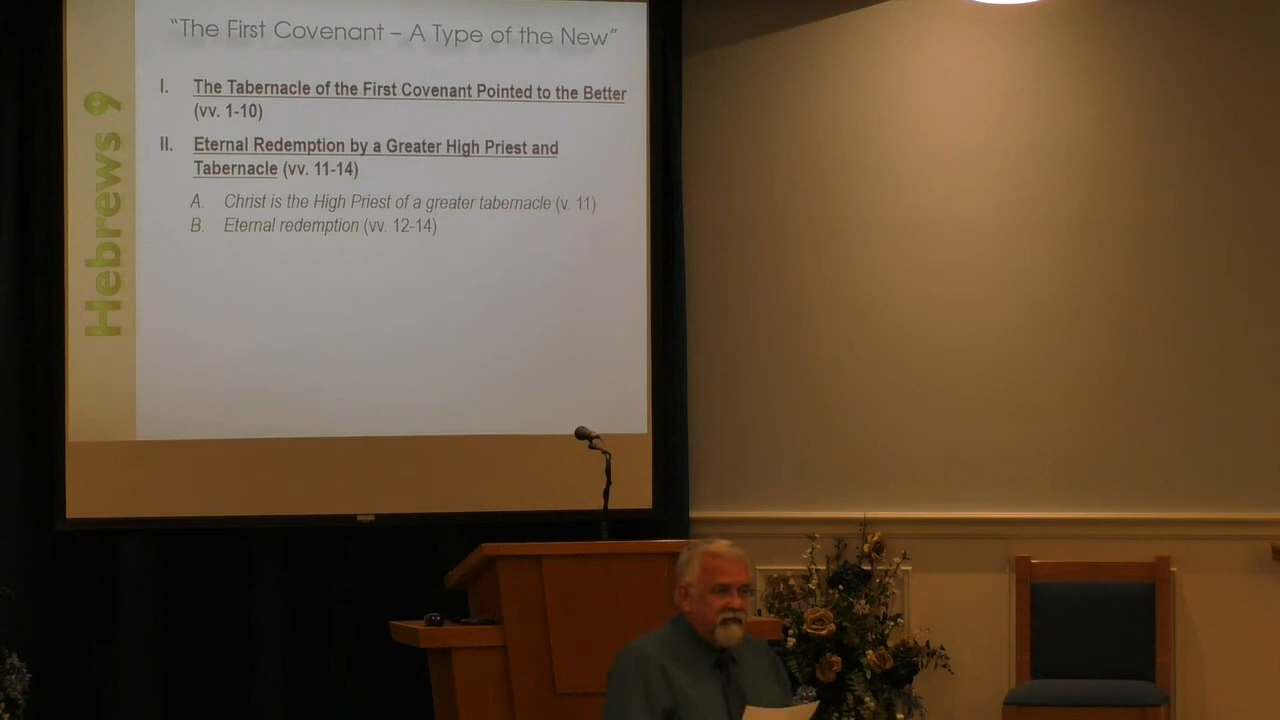 "The First Covenant – A Type of the New"
Hebrews 9
I. The Tabernacle of the First Covenant Pointed to the Better
(vv. 1-10)
II. Eternal Redemption by a Greater High Priest and
Tabernacle (vv. 11-14)
A. Christ is the High Priest of a greater tabernacle (v. 11)
B. Eternal redemption (vv. 12-14)